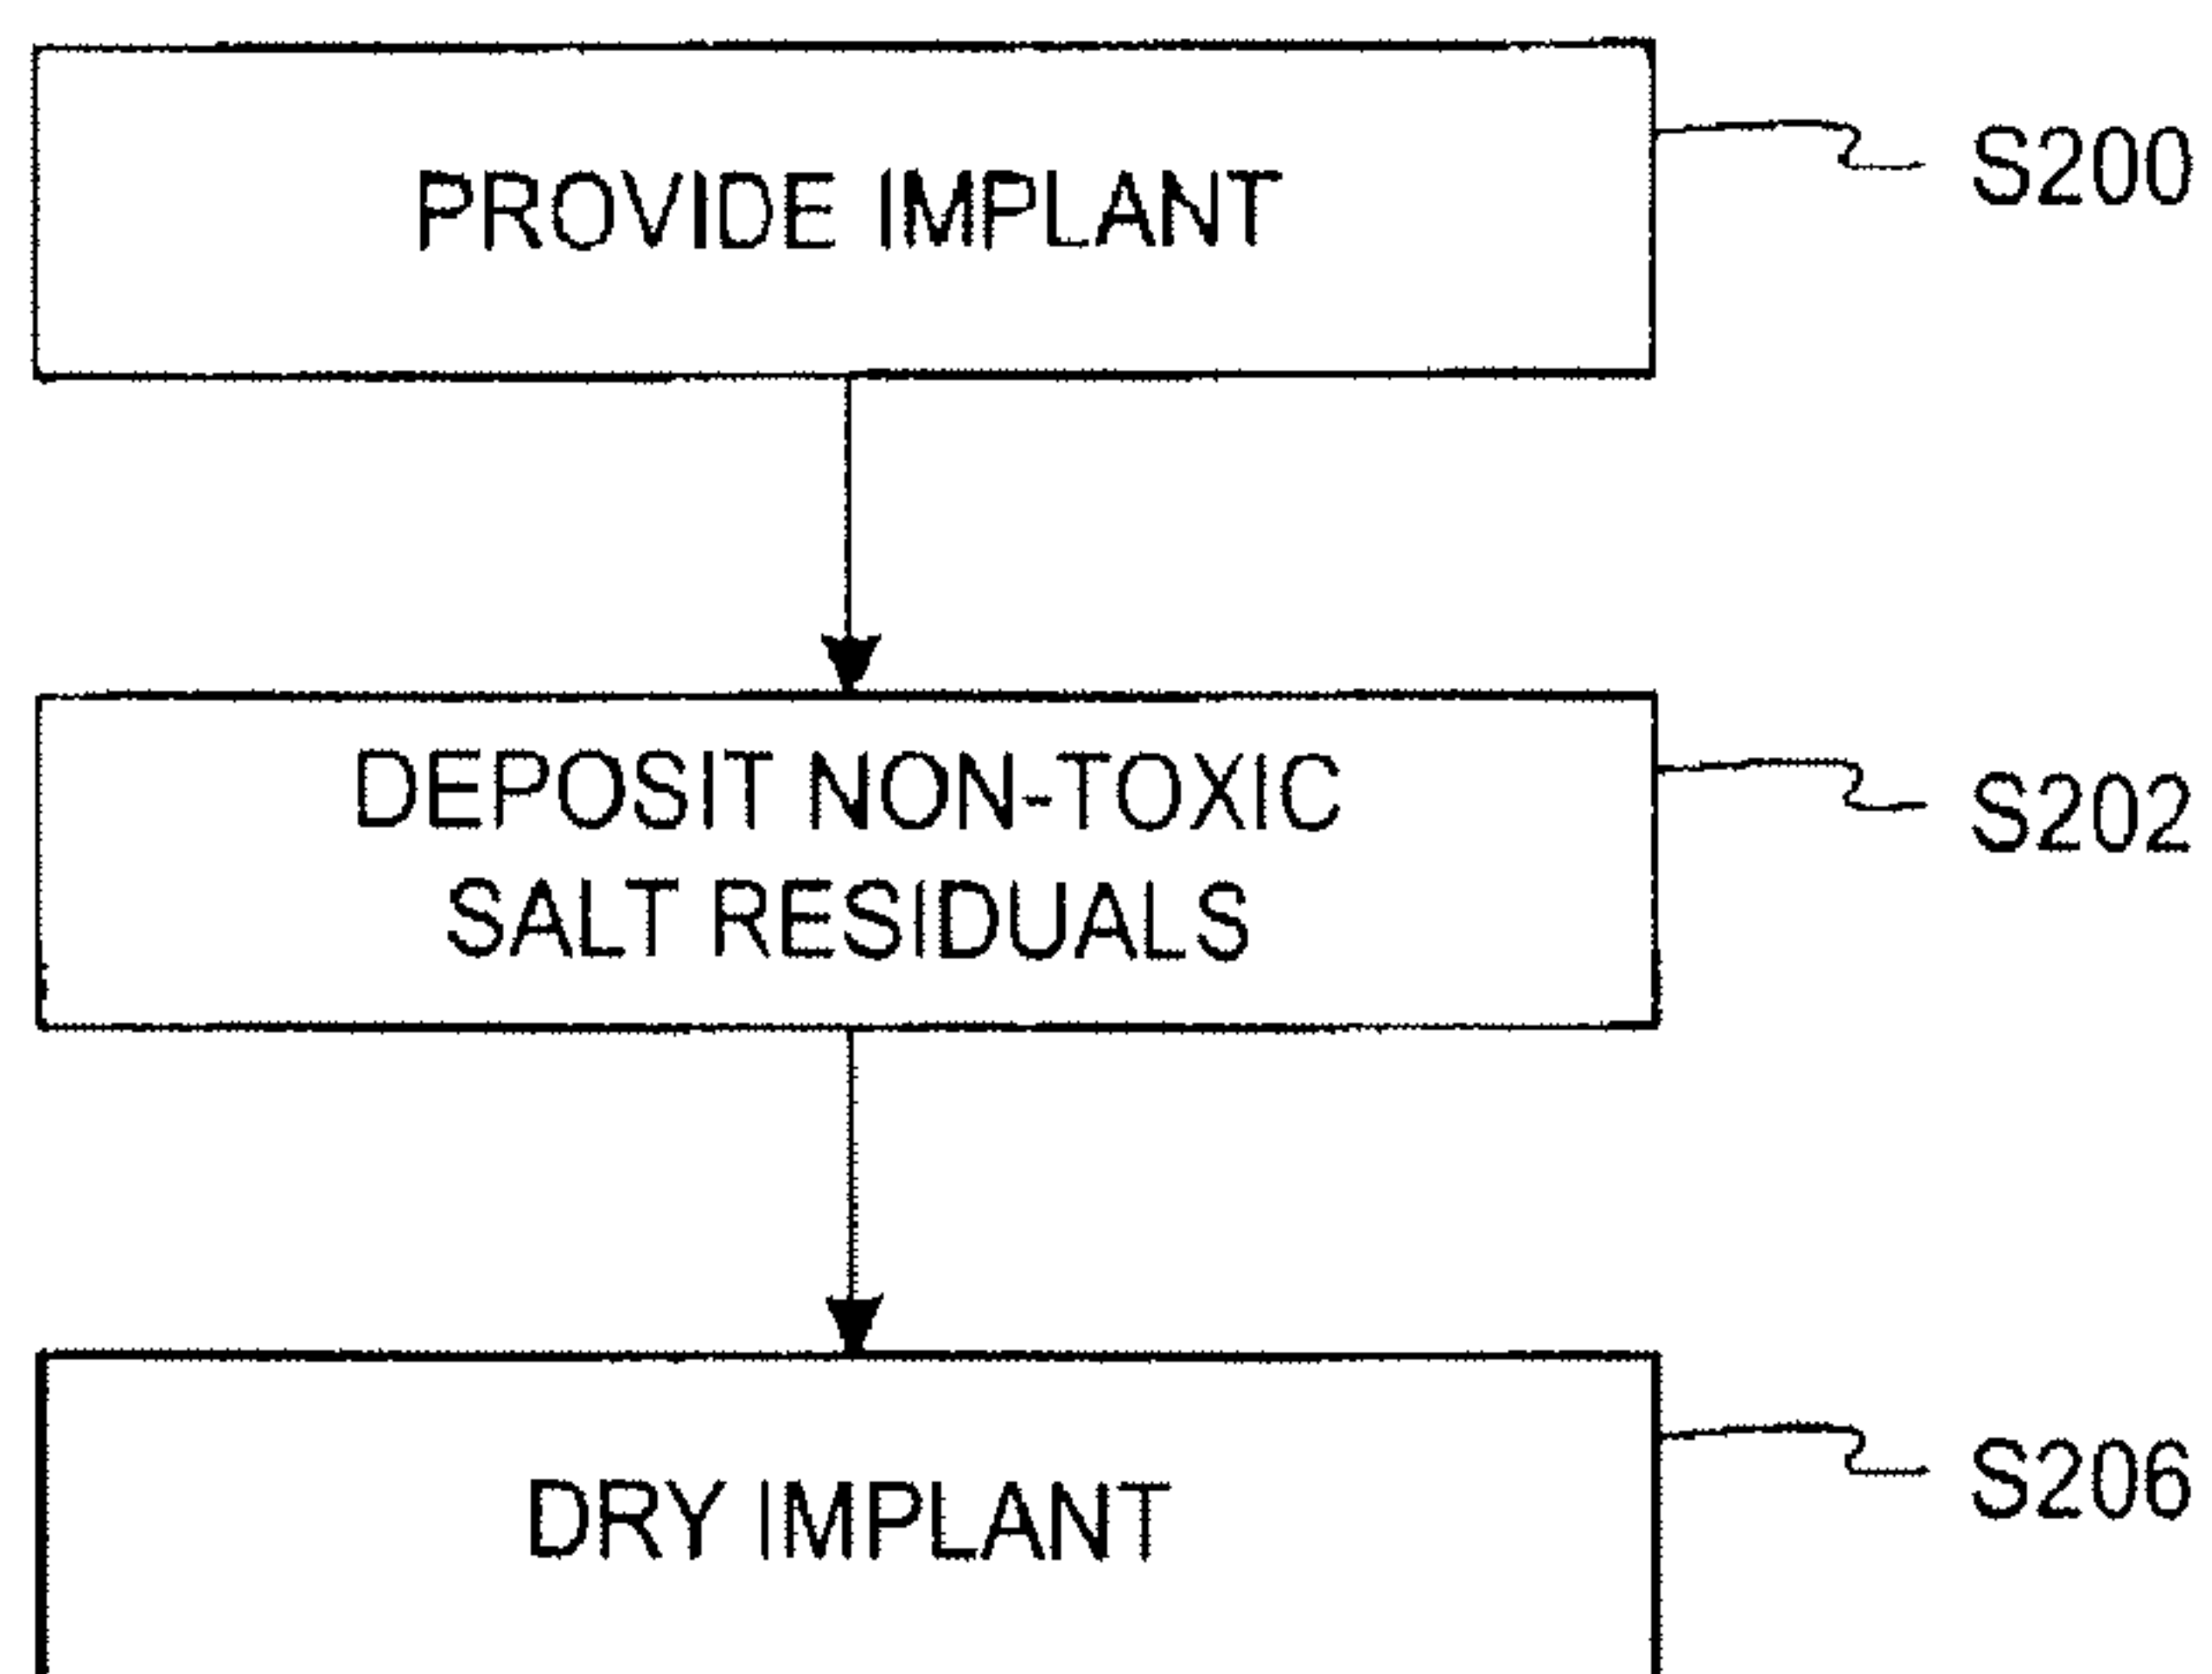 PROVIDE IMPLANT
S200
DEPOSIT NON-TOXIC
SALT RESIDUALS
S202
DRY IMPLANT
S206